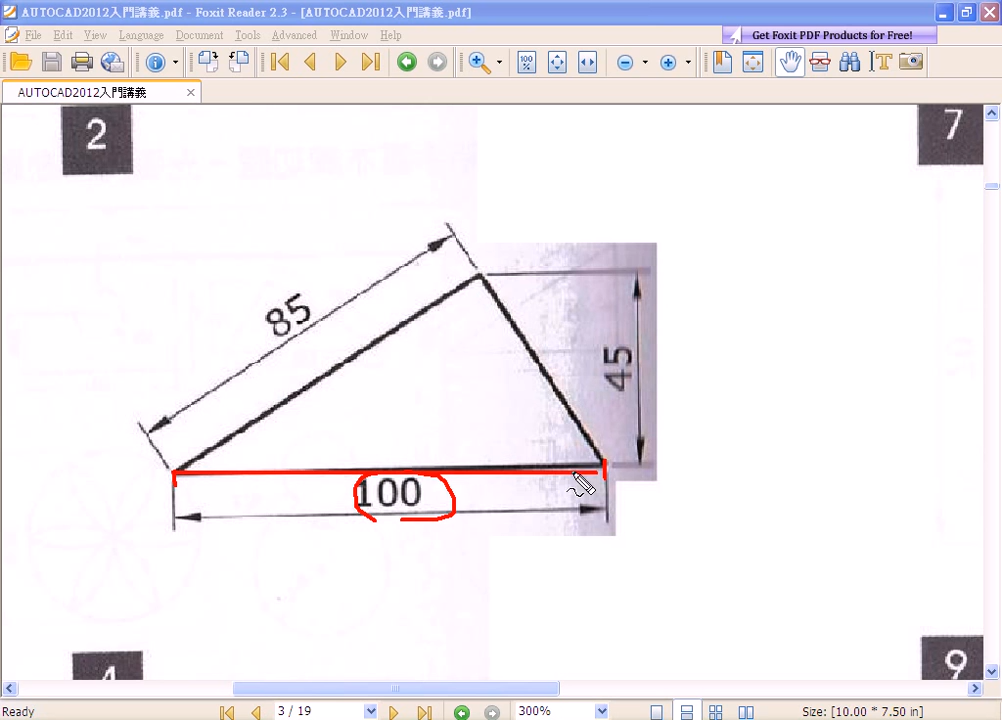 AUTOCAD2012入門講義.pdf - Foxit Reader 2.3 - [AUTOCAD2012入門講義.pdf]
File Edit View Language Document Tools Advanced Window Help
Get Foxit PDF Products for Free!
100
%
AUTOCAD2012入門講義
2
7
85
45
100
4
9
Ready
3 / 19
300%
Size: [10.00 * 7.50 in]